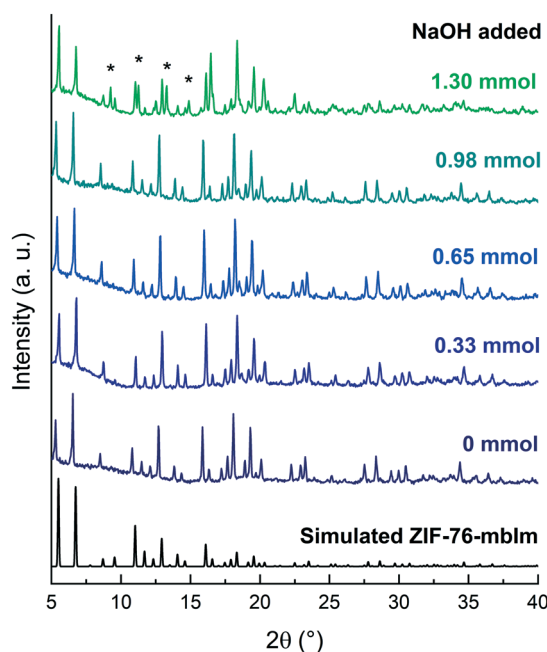 NaOH added
1.30 mmol
* * * *
0.98 mmol
0.65 mmol
0.33 mmol
0 mmol
Simulated ZIF-76-mbIm
Intensity (a. u.)
5 10 15 20 25 30 35 40
2θ (°)